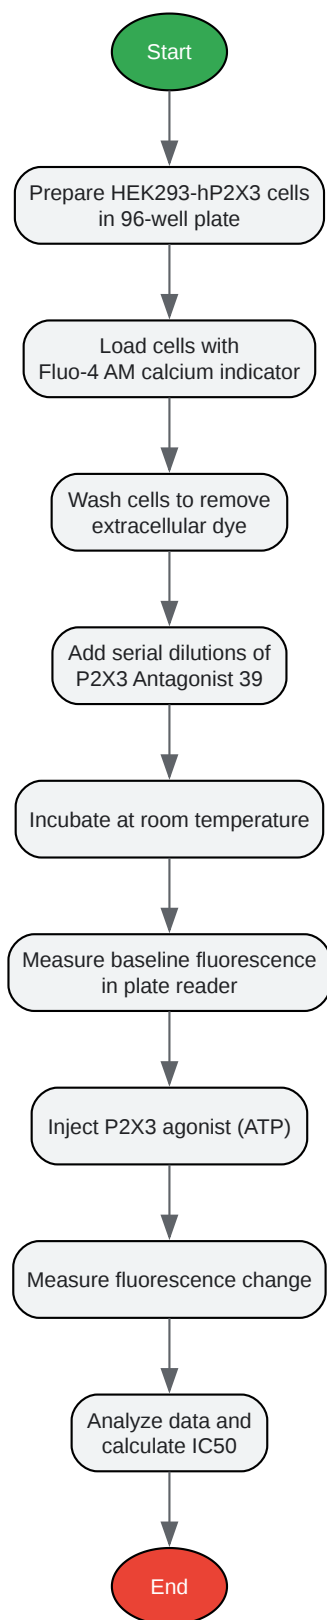 Start
Prepare HEK293-hP2X3 cells
in 96-well plate
Load cells with
Fluo-4 AM calcium indicator
Wash cells to remove
extracellular dye
Add serial dilutions of
P2X3 Antagonist 39
Incubate at room temperature
Measure baseline fluorescence
in plate reader
Inject P2X3 agonist (ATP)
Measure fluorescence change
Analyze data and
calculate IC50
End